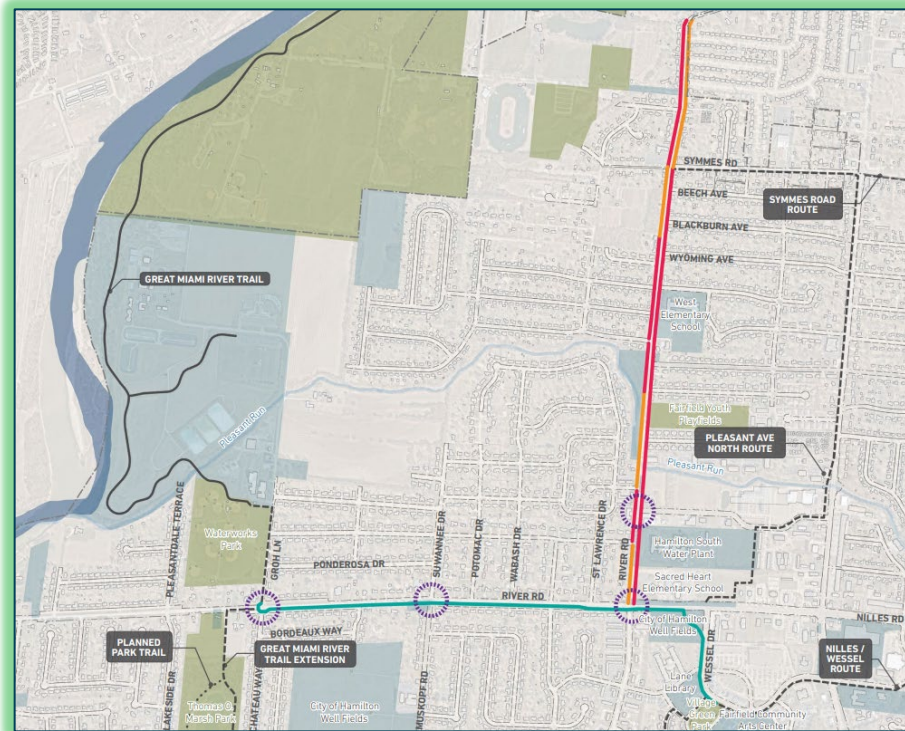 SYMMES RD
BEECH AVE
SYMMES ROAD
ROUTE
BLACKBURN AVE
WYOMING AVE
GREAT MIAMI RIVER TRAIL
West
Elementary
School
Pleasant Run
Fairfield Youth
Playfields
PLEASANT AVE
NORTH ROUTE
Pleasant Run
PLEASANTDALE TERRACE
Waterworks
Park
GROH LN
PONDEROSA DR
SUWANNEE DR
POTOMAC DR
WABASH DR
ST LAWRENCE DR
RIVER RD
Hamilton South
Water Plant
Sacred Heart
Elementary School
RIVER RD
City of Hamilton
Well Fields
NILLES RD
BORDEAUX WAY
PLANNED
PARK TRAIL
GREAT MIAMI RIVER
TRAIL EXTENSION
WESSEL DR
NILLES /
WESSEL
ROUTE
LAKESIDE DR
Thomas O.
Marsh Park
CHATEAU WAY
City of Hamilton
Well Fields
MUSKOPF RD
Lane
Library
Village
Green
Park
Fairfield Community
Arts Center